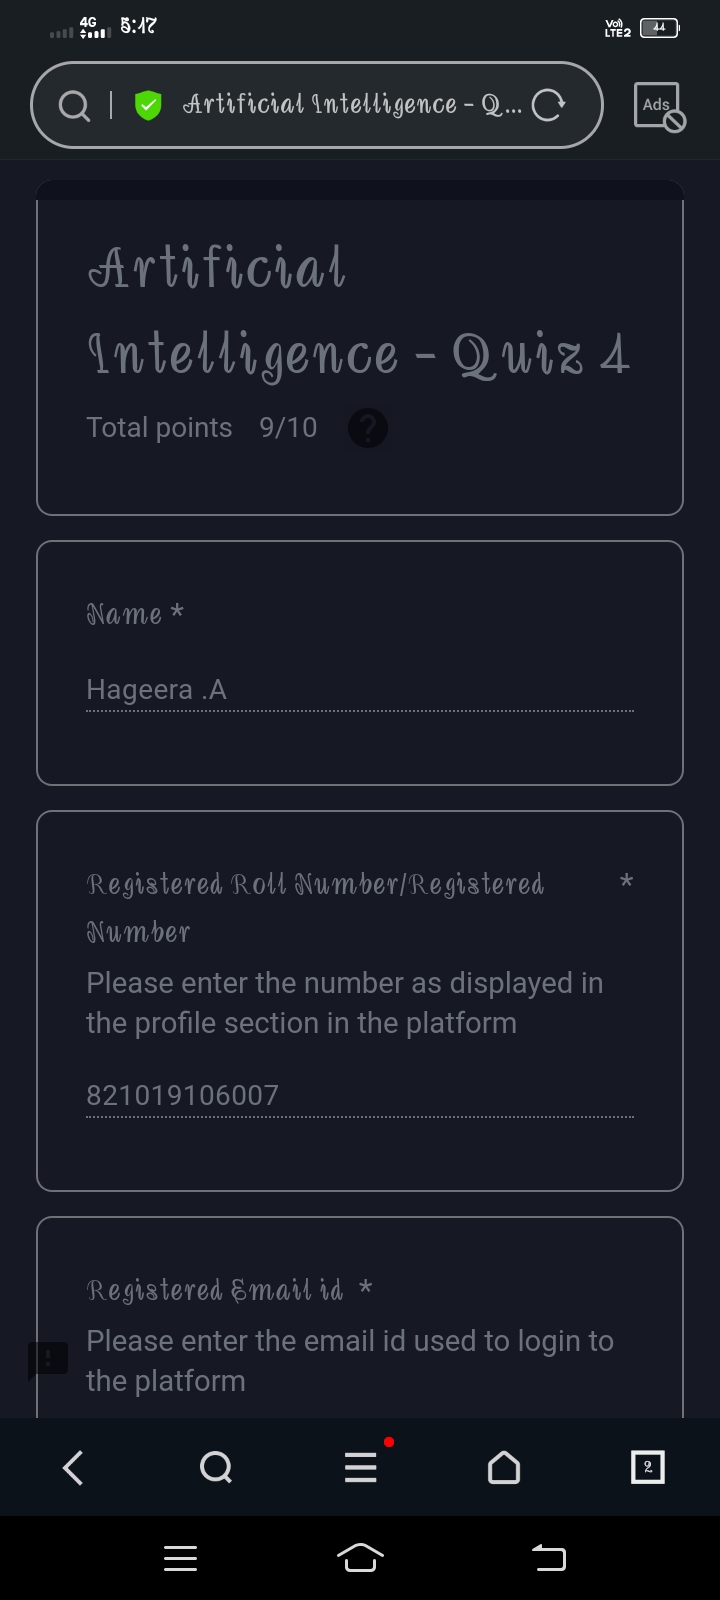 4G 5:17 Vo)) LTE2 44
Artificial Intelligence - Q... Ads
Artificial
Intelligence - Quiz 4
Total points 9/10 ?
Name *
Hageera .A
Registered Roll Number/Registered *
Number
Please enter the number as displayed in
the profile section in the platform
821019106007
Registered Email id *
Please enter the email id used to login to
the platform
2